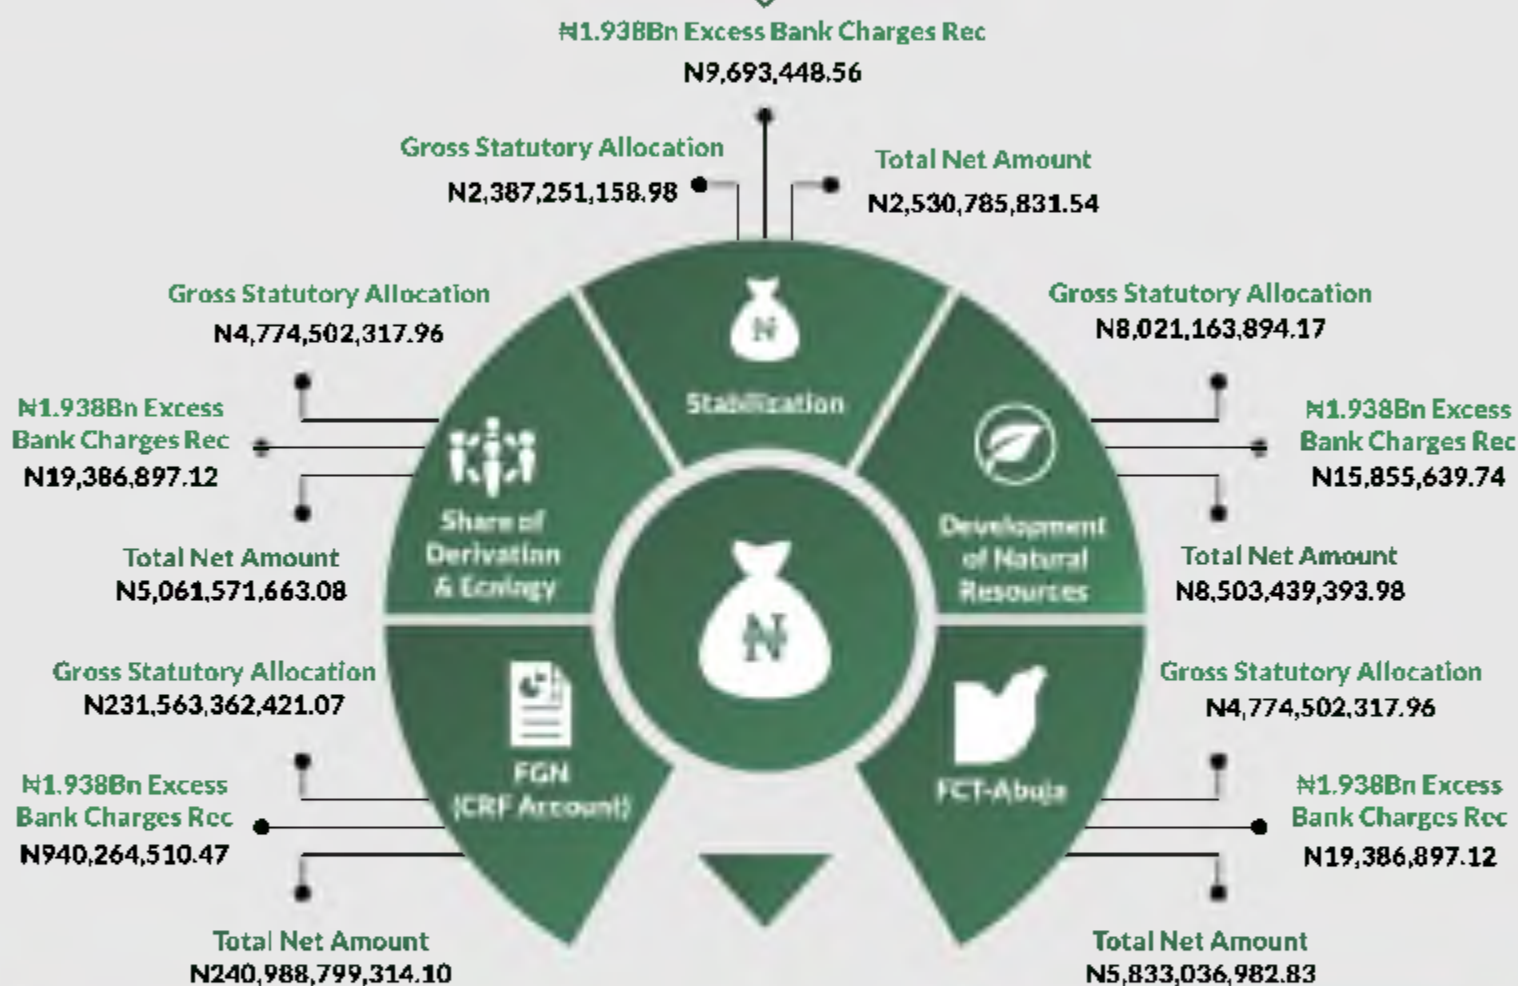 ₦1.938Bn Excess Bank Charges Rec
N9,693,448.56
Gross Statutory Allocation
N2,387,251,158.98
Total Net Amount
N2,530,785,831.54
Stabilization
Gross Statutory Allocation
N4,774,502,317.96
₦1.938Bn Excess
Bank Charges Rec
N19,386,897.12
Total Net Amount
N5,061,571,663.08
Share of
Derivation
& Ecology
Gross Statutory Allocation
N8,021,163,894.17
₦1.938Bn Excess
Bank Charges Rec
N15,855,639.74
Total Net Amount
N8,503,439,393.98
Development
of Natural
Resources
₦
₦
Gross Statutory Allocation
N231,563,362,421.07
₦1.938Bn Excess
Bank Charges Rec
N940,264,510.47
Total Net Amount
N240,988,799,314.10
FGN
(CRF Account)
Gross Statutory Allocation
N4,774,502,317.96
₦1.938Bn Excess
Bank Charges Rec
N19,386,897.12
Total Net Amount
N5,833,036,982.83
FCT-Abuja